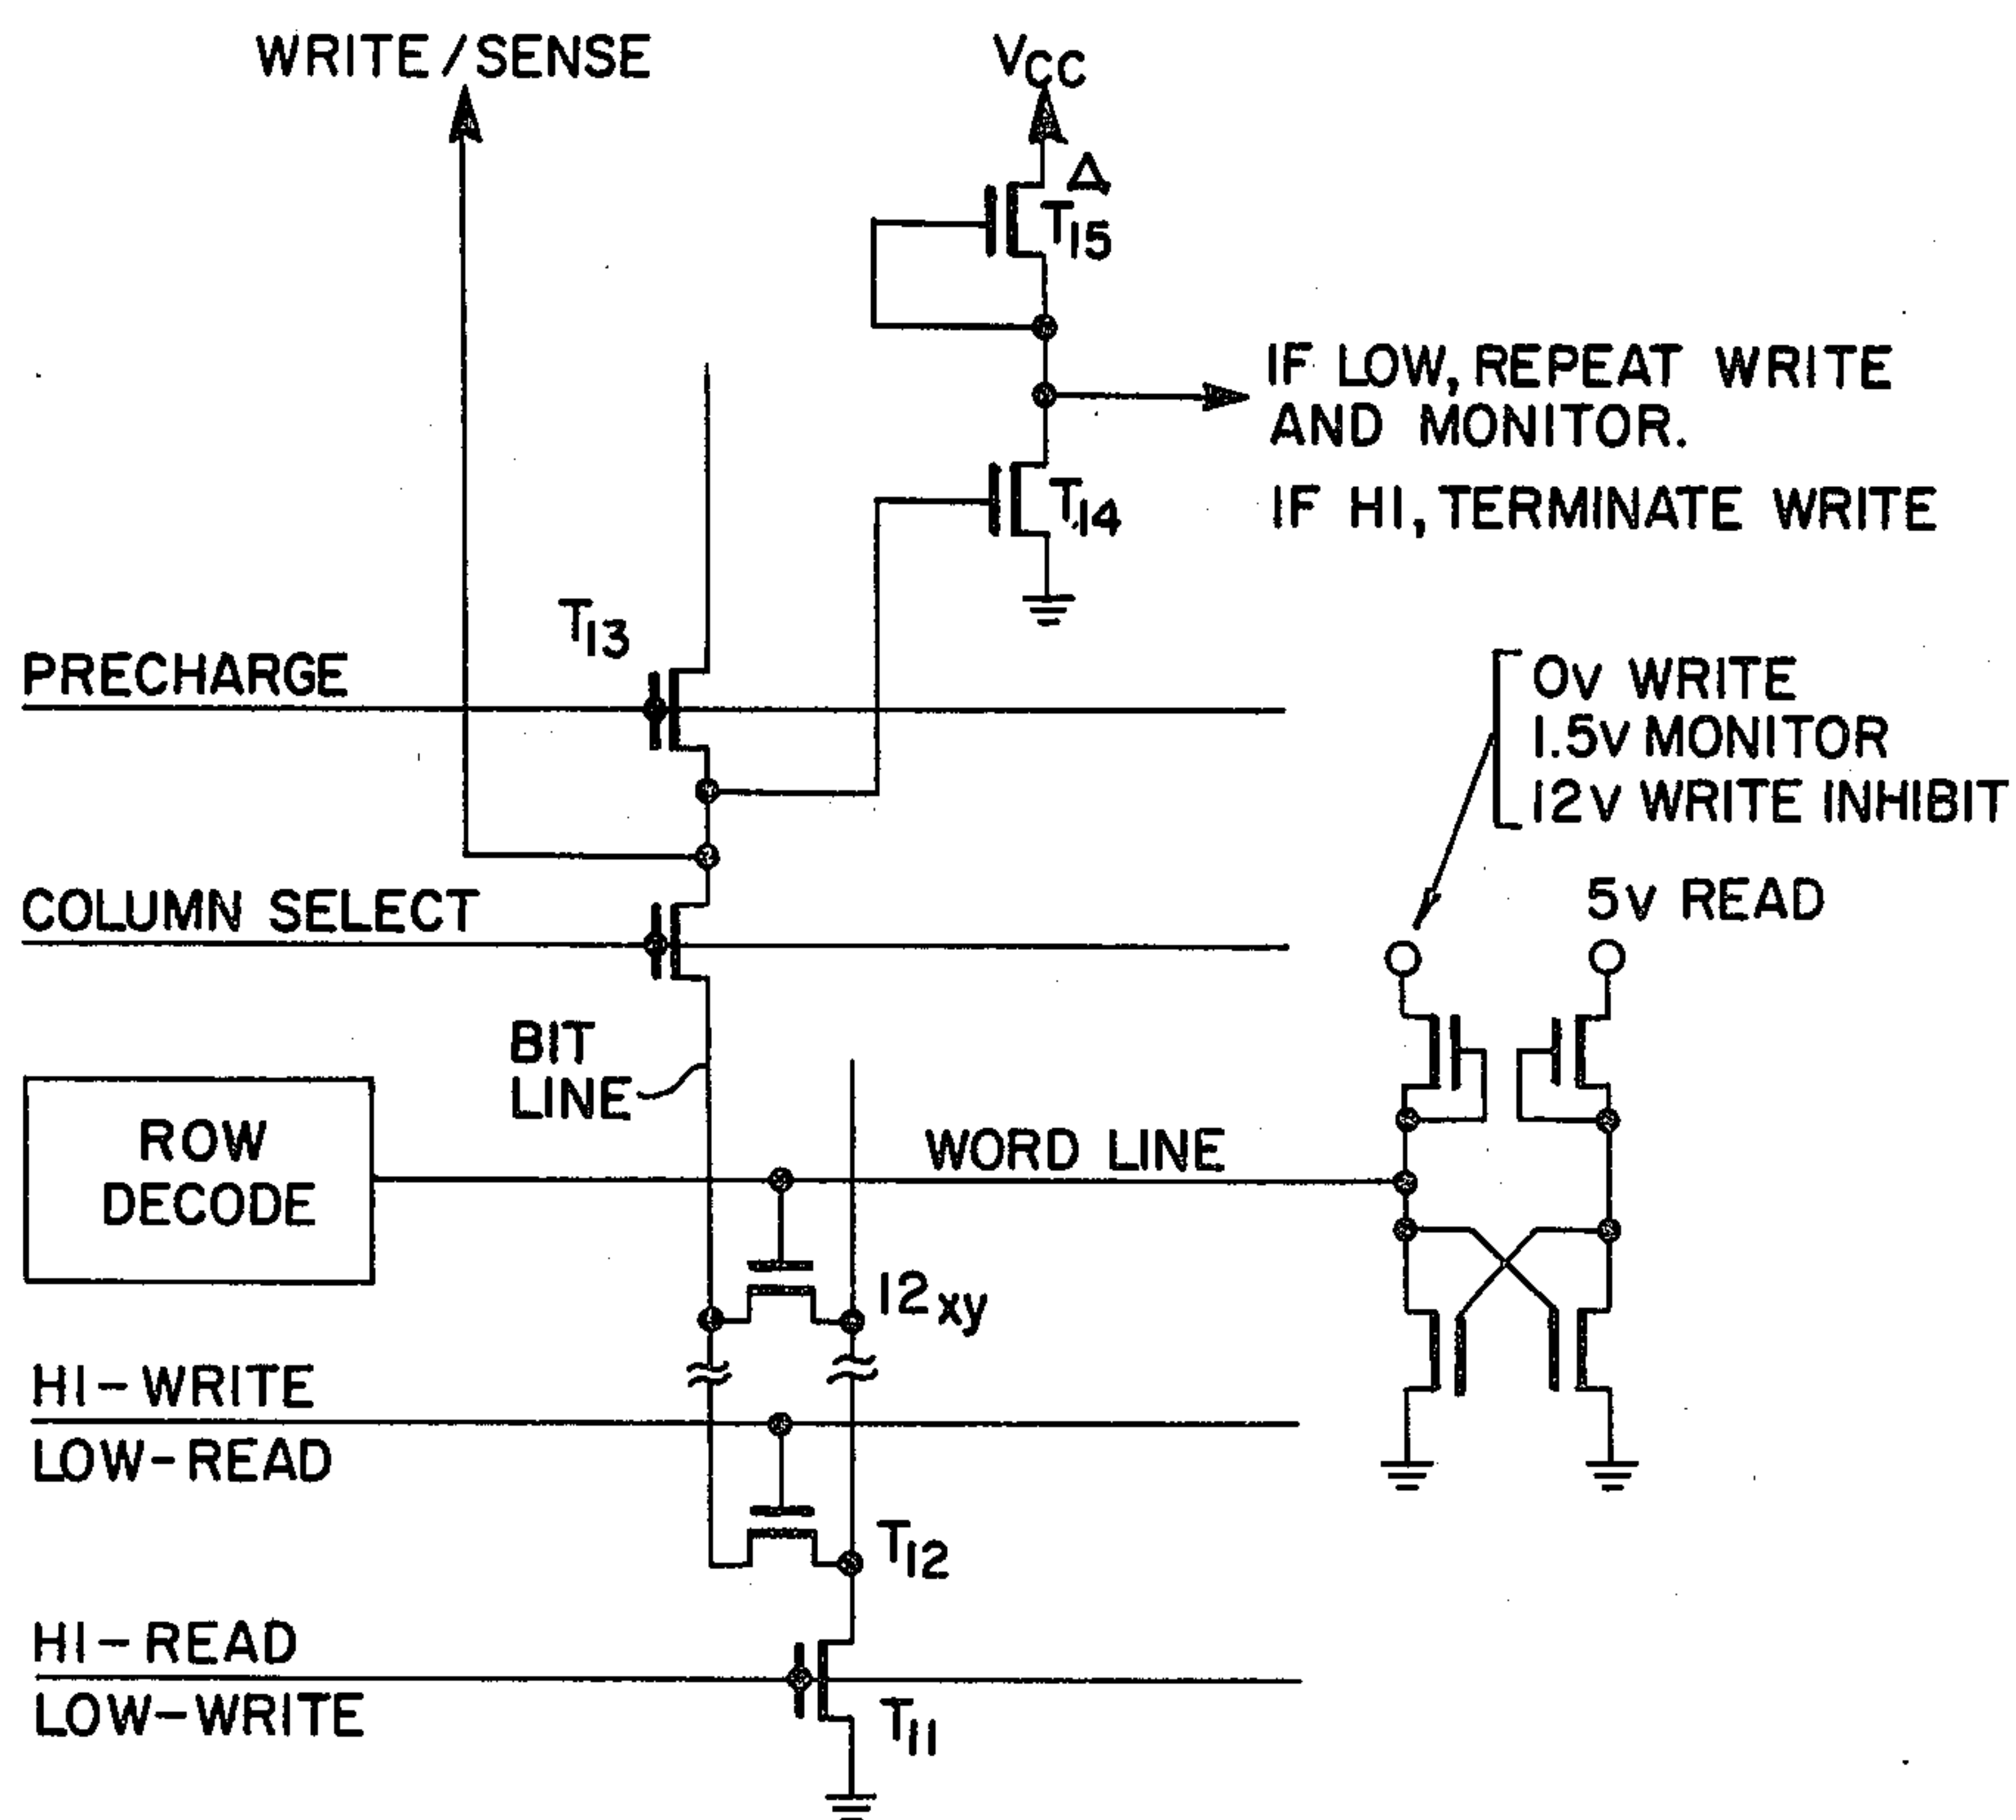 WRITE/SENSE
VCC
Δ
T15
IF LOW, REPEAT WRITE
AND MONITOR.
IF HI, TERMINATE WRITE
T14
T13
PRECHARGE
0V WRITE
1.5V MONITOR
12V WRITE INHIBIT
5V READ
COLUMN SELECT
BIT
LINE
ROW
DECODE
WORD LINE
12xy
HI-WRITE
LOW-READ
T12
HI-READ
LOW-WRITE
T11